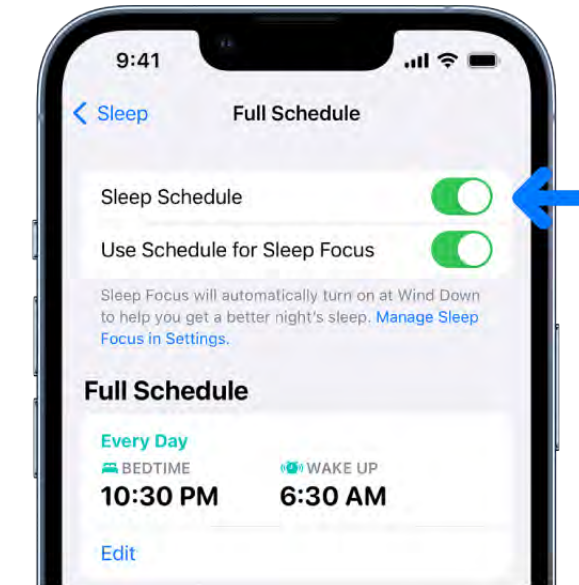 9:41
Sleep
Full Schedule
Sleep Schedule
Use Schedule for Sleep Focus
Sleep Focus will automatically turn on at Wind Down
to help you get a better night's sleep. Manage Sleep
Focus in Settings.
Full Schedule
Every Day
BEDTIME
WAKE UP
10:30 PM
6:30 AM
Edit